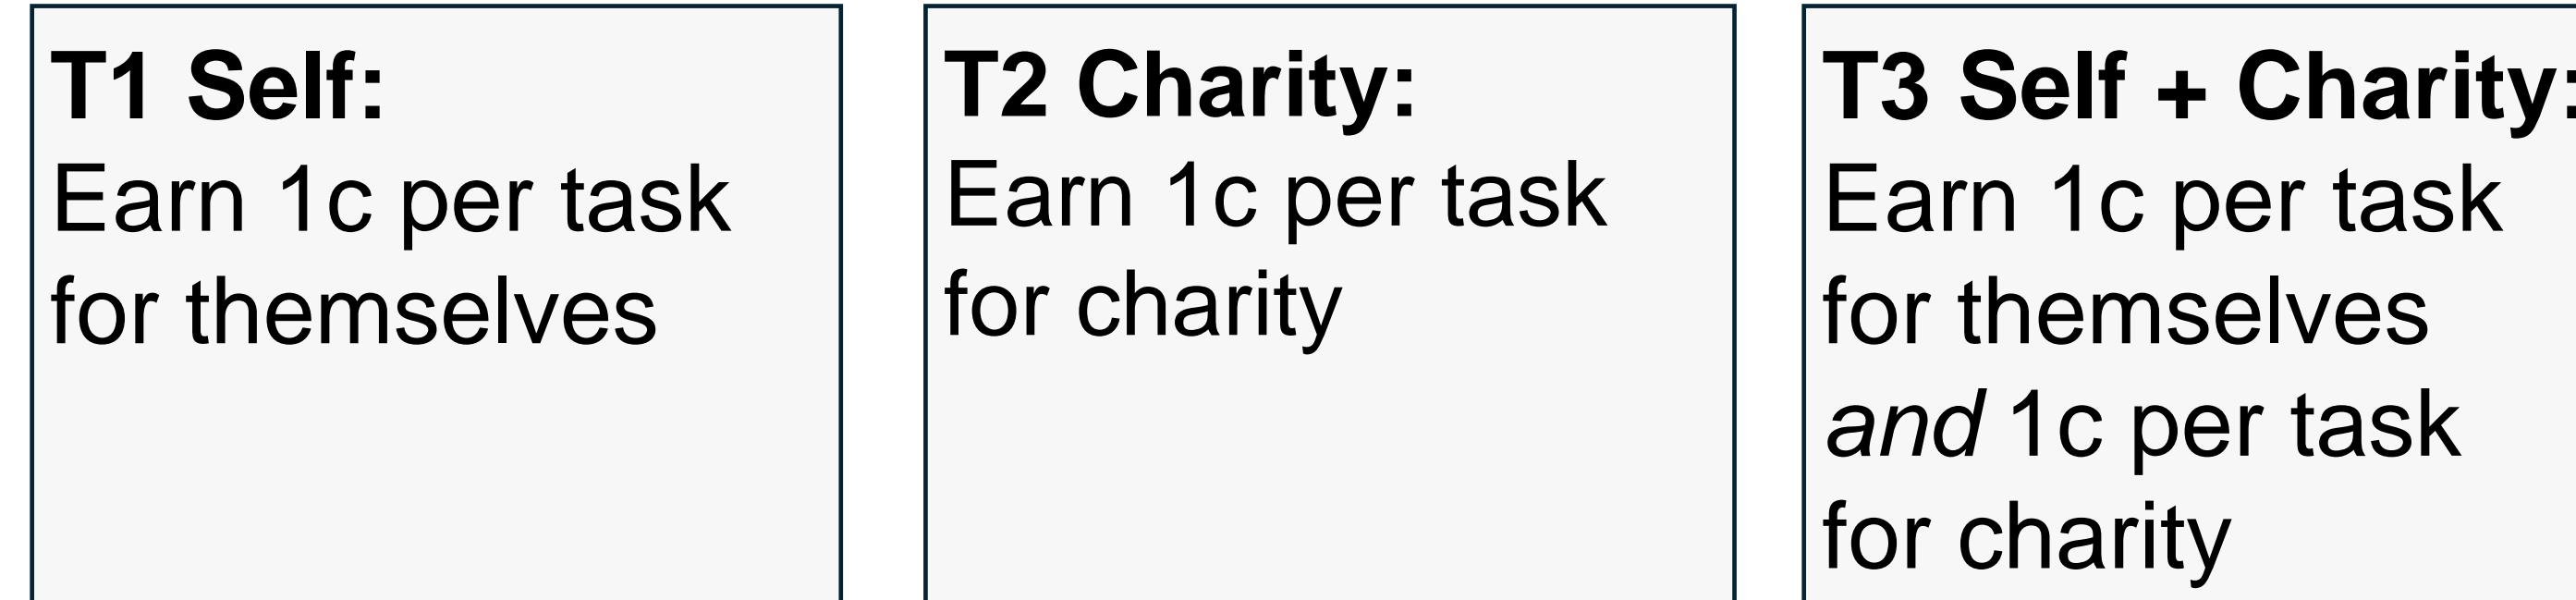 T1 Self:
Earn 1c per task
for themselves
T2 Charity:
Earn 1c per task
for charity
T3 Self + Charity:
Earn 1c per task
for themselves
and 1c per task
for charity